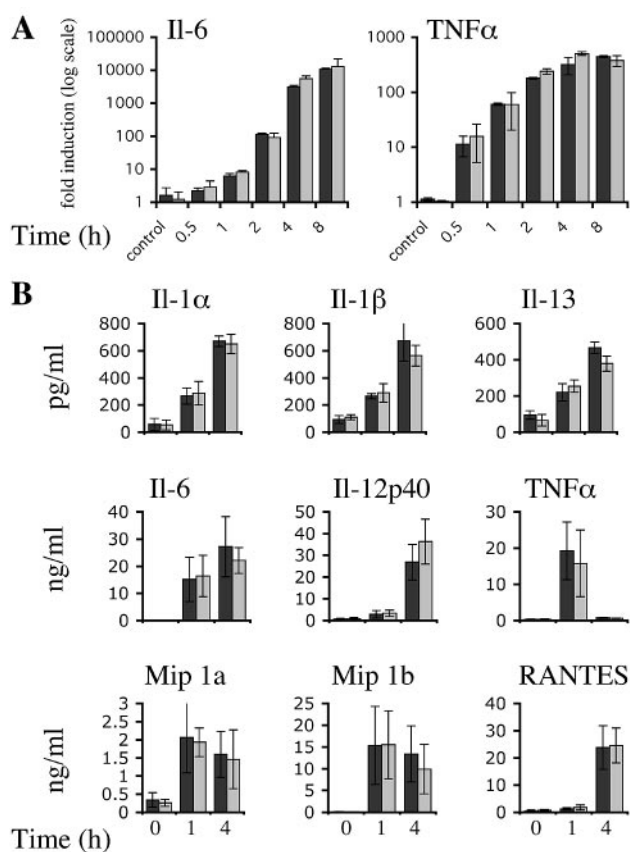 A
Il-6
TNFα
fold induction (log scale)
100000
10000
1000
100
10
1
1000
100
10
1
Time (h)
control 0.5 1 2 4 8
control 0.5 1 2 4 8
B
Il-1α
Il-1β
Il-13
pg/ml
800
600
400
200
0
800
600
400
200
0
600
400
200
0
Il-6
Il-12p40
TNFα
ng/ml
40
30
20
10
0
50
40
30
20
10
0
30
20
10
0
Mip 1a
Mip 1b
RANTES
ng/ml
3
2.5
2
1.5
1
0.5
0
25
20
15
10
5
0
40
30
20
10
0
Time (h)
0 1 4
0 1 4
0 1 4